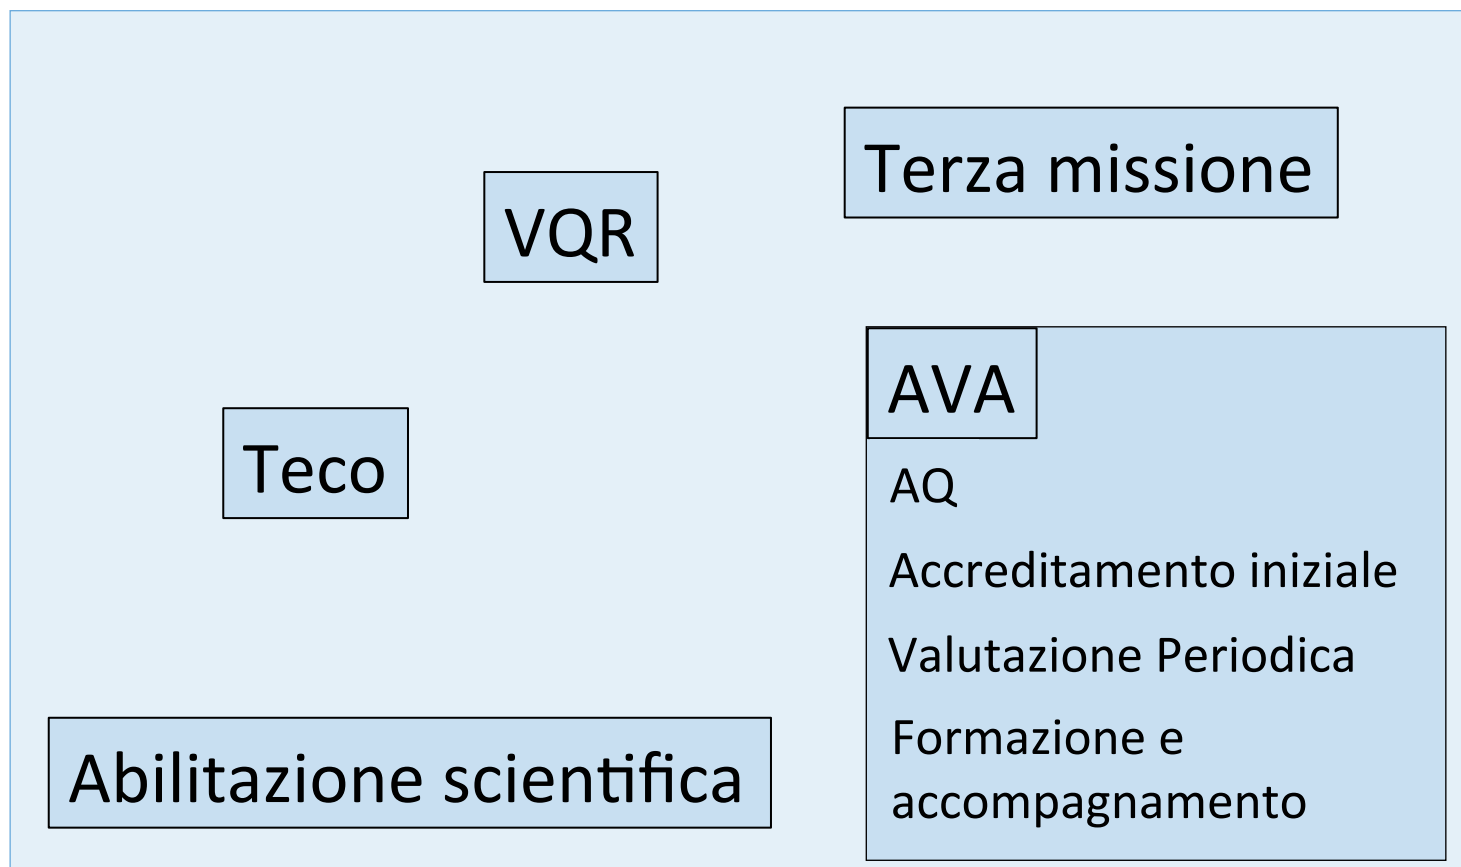 Terza missione
VQR
AVA
Teco
AQ
Accreditamento iniziale
Valutazione Periodica
Formazione e
accompagnamento
Abilitazione scientifica